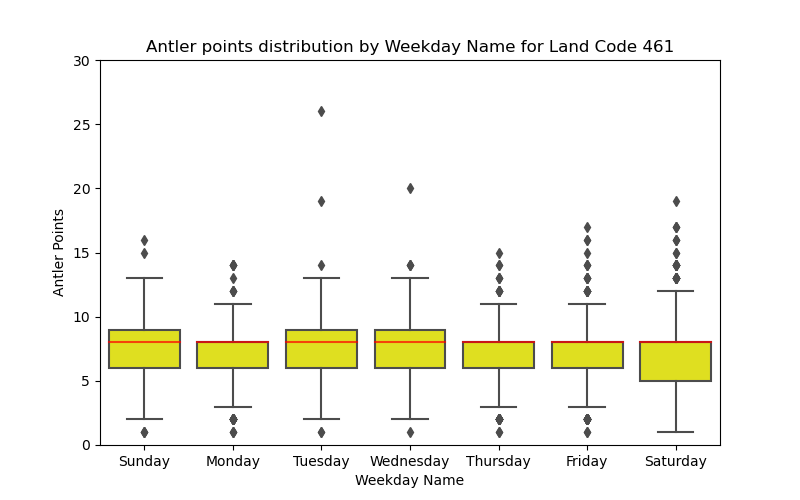 Antler points distribution by Weekday Name for Land Code 461
30
25
20
15
10
5
0
Antler Points
Sunday Monday Tuesday Wednesday Thursday Friday Saturday
Weekday Name